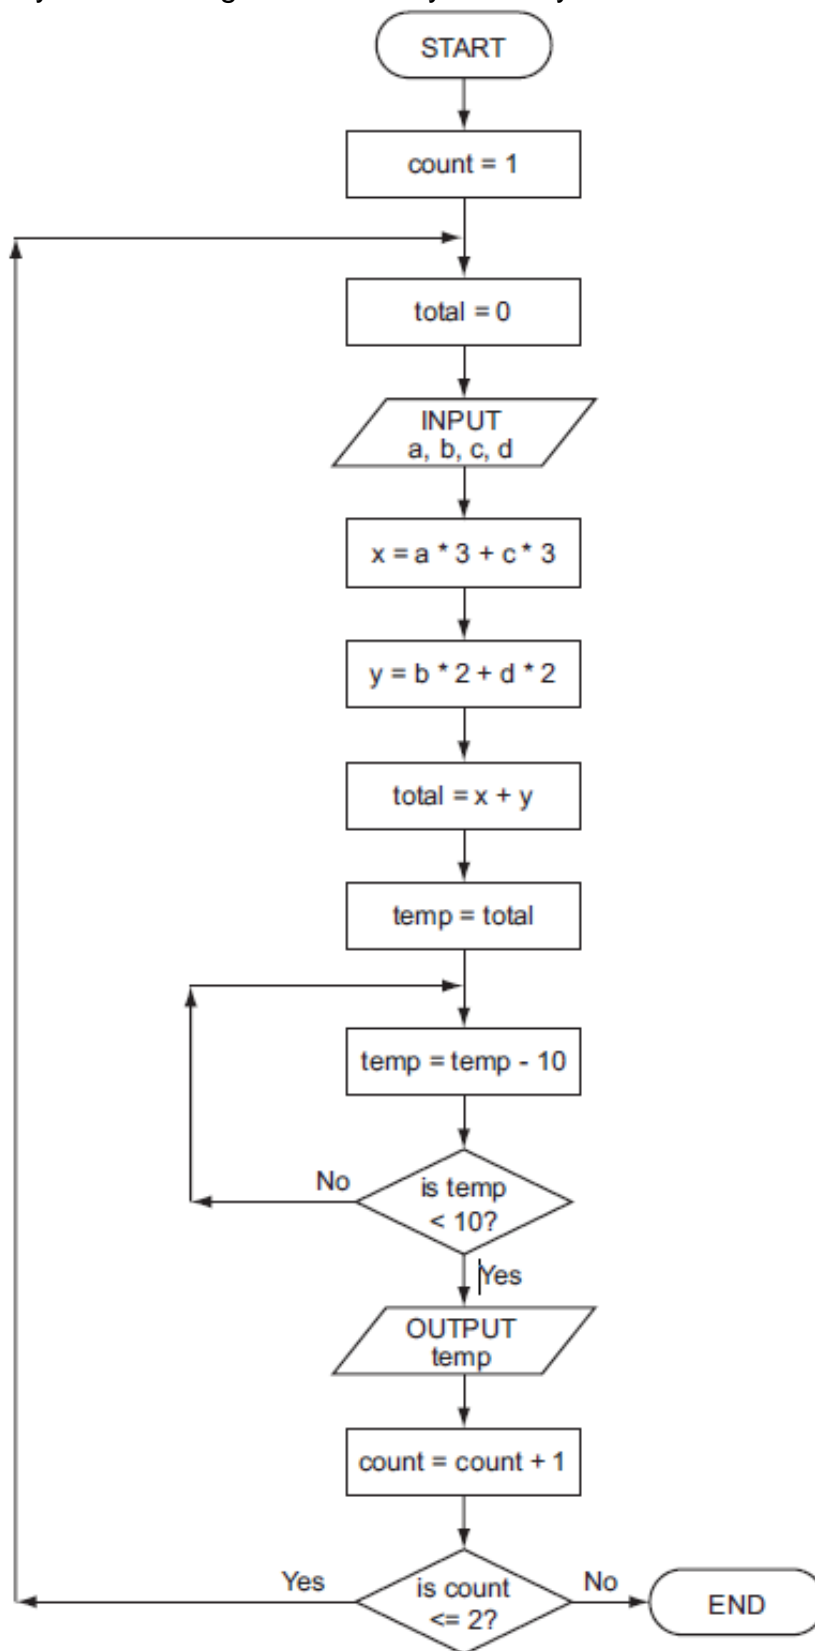 START
count = 1
total = 0
INPUT
a, b, c, d
x = a * 3 + c * 3
y = b * 2 + d * 2
total = x + y
temp = total
temp = temp - 10
No
is temp
< 10?
Yes
OUTPUT
temp
count = count + 1
Yes
is count
<= 2?
No
END